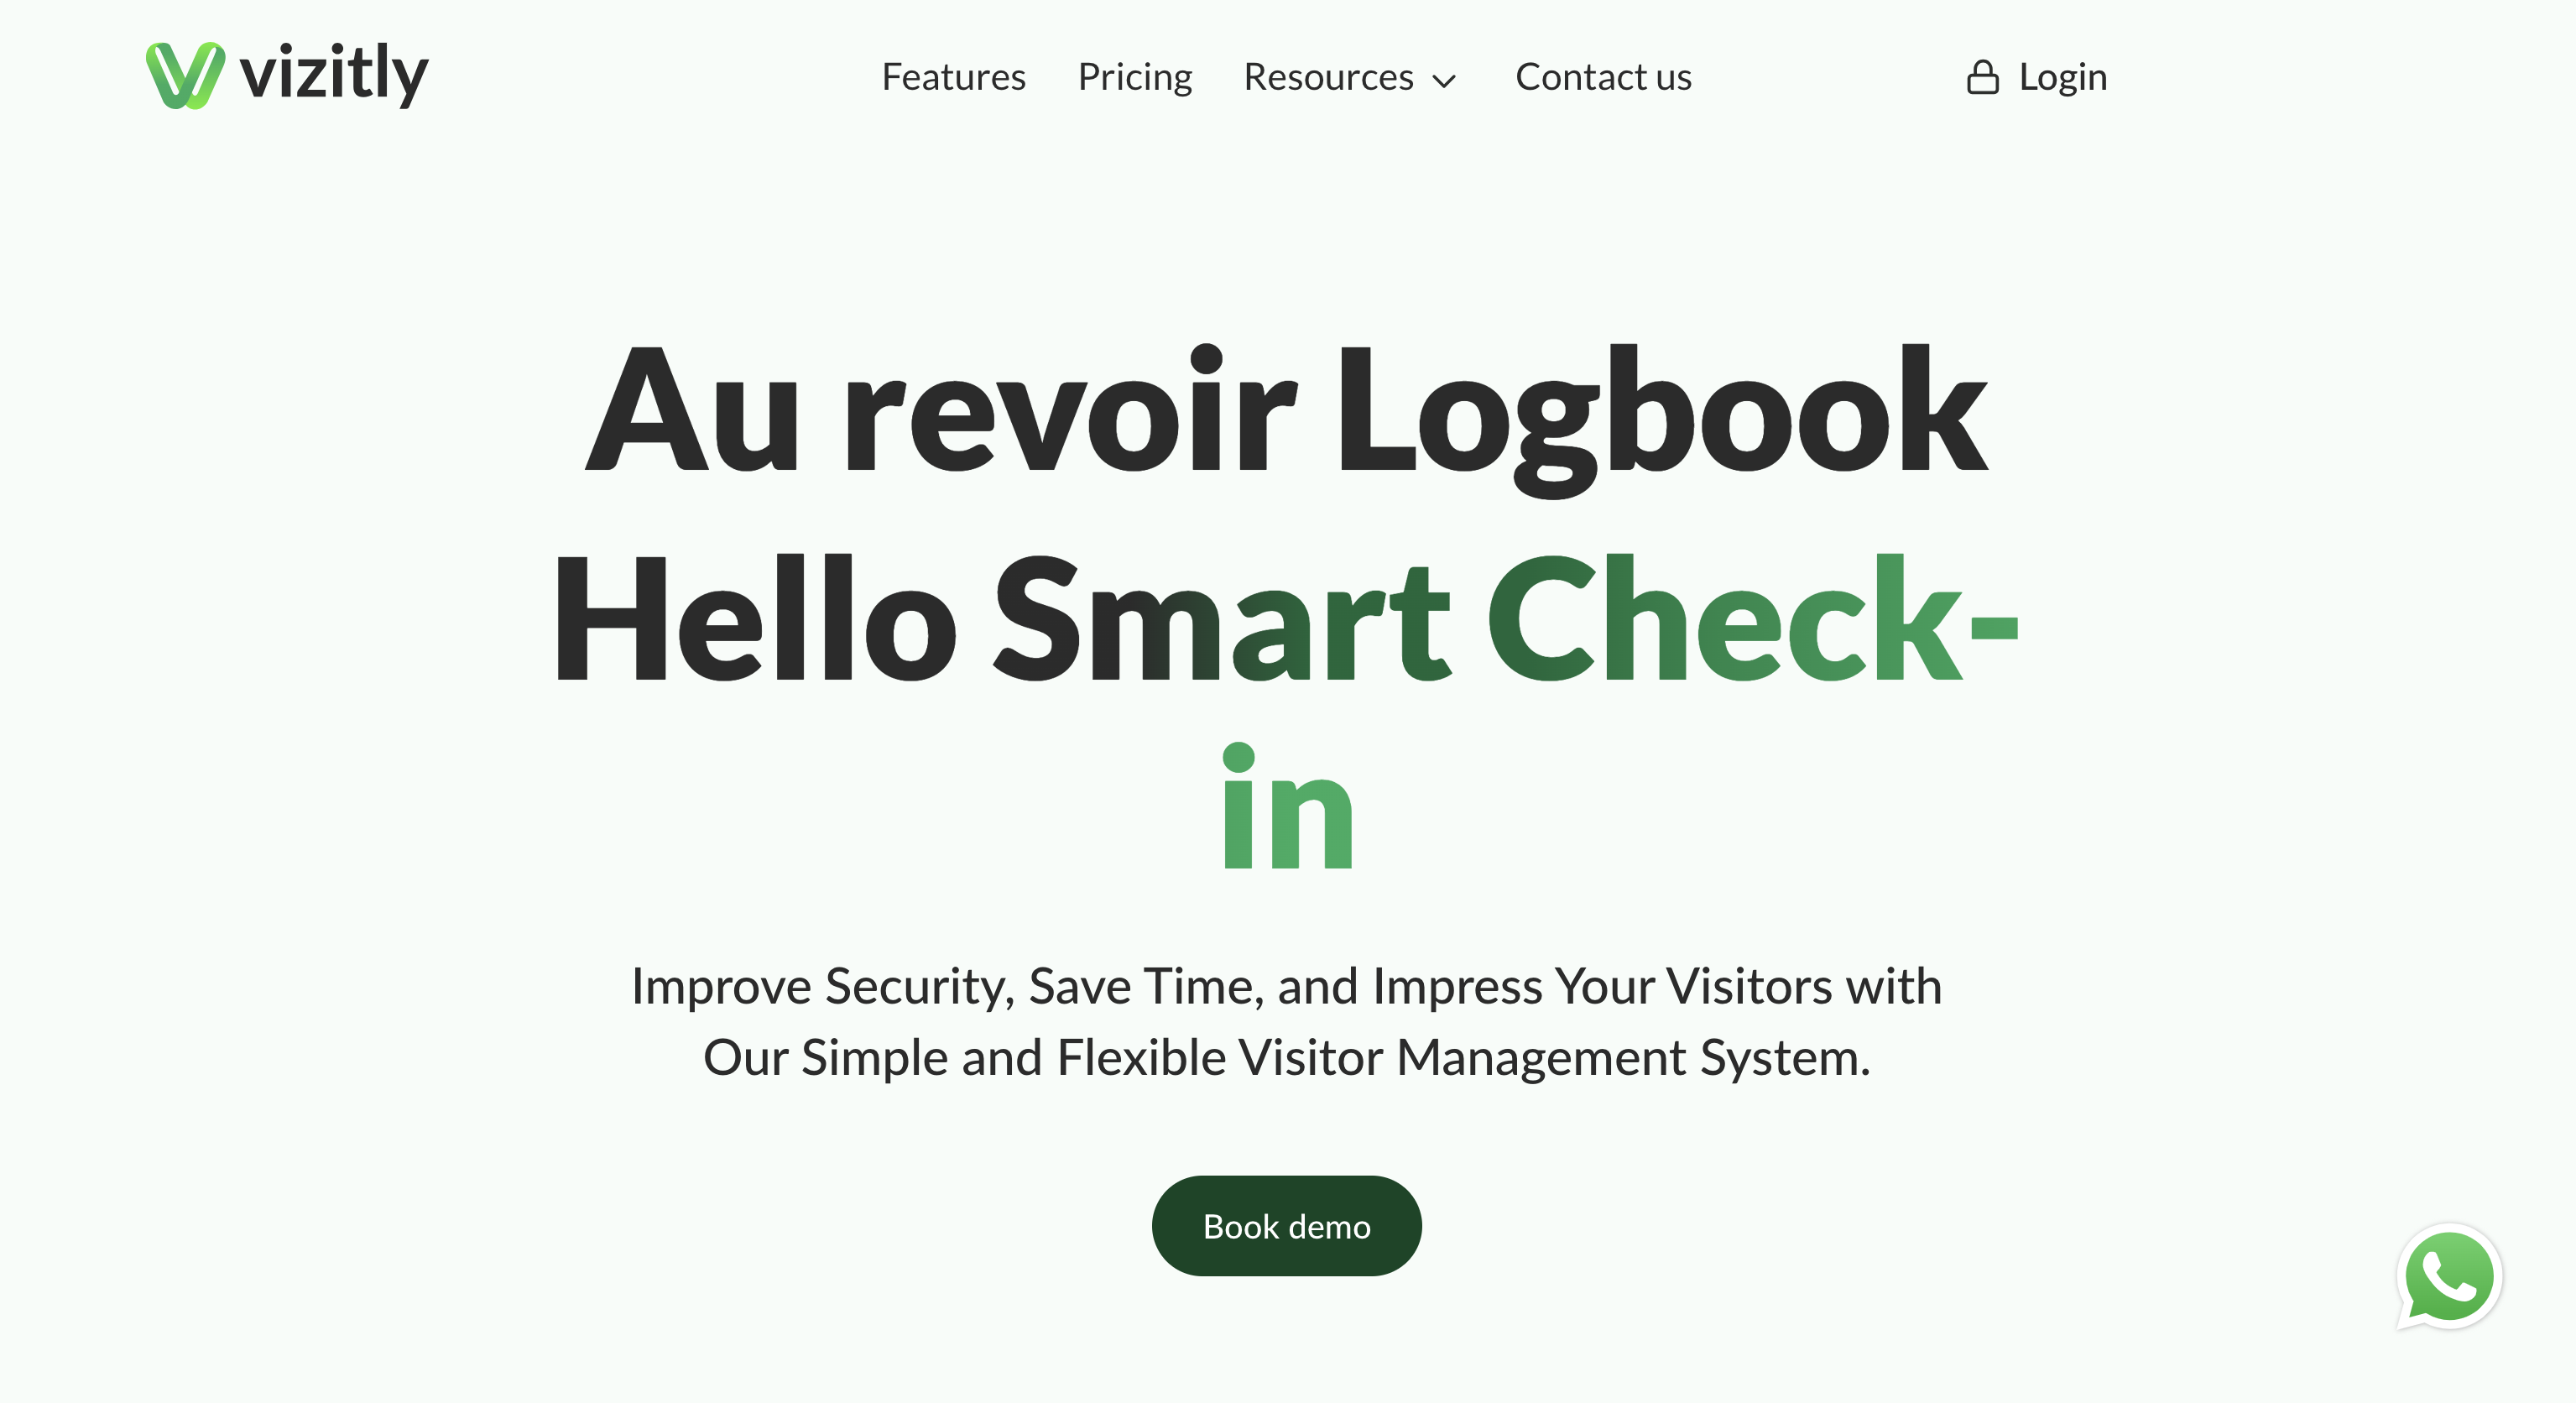 vizitly
Features Pricing Resources Contact us Login
Au revoir Logbook
Hello Smart Check-
in
Improve Security, Save Time, and Impress Your Visitors with
Our Simple and Flexible Visitor Management System.
Book demo